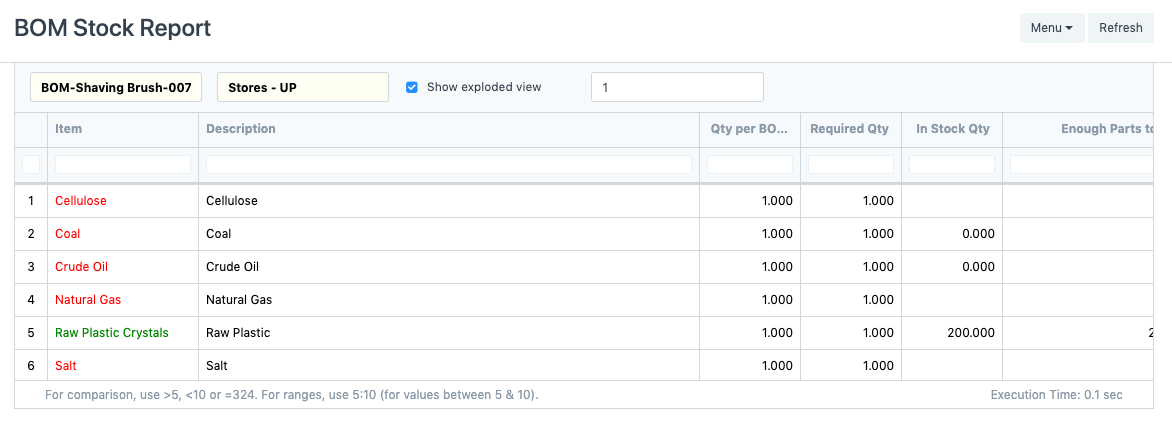 BOM Stock Report
Menu Refresh
BOM-Shaving Brush-007 Stores - UP Show exploded view 1
Item Description Qty per BO... Required Qty In Stock Qty Enough Parts to
1 Cellulose Cellulose 1.000 1.000
2 Coal Coal 1.000 1.000 0.000
3 Crude Oil Crude Oil 1.000 1.000 0.000
4 Natural Gas Natural Gas 1.000 1.000
5 Raw Plastic Crystals Raw Plastic 1.000 1.000 200.000 2
6 Salt Salt 1.000 1.000
For comparison, use >5, <10 or =324. For ranges, use 5:10 (for values between 5 & 10). Execution Time: 0.1 sec